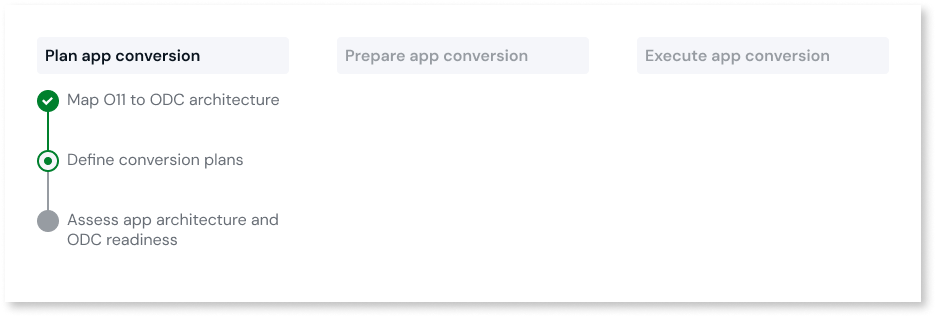 Plan app conversion
Prepare app conversion
Execute app conversion
Map O11 to ODC architecture
Define conversion plans
Assess app architecture and
ODC readiness